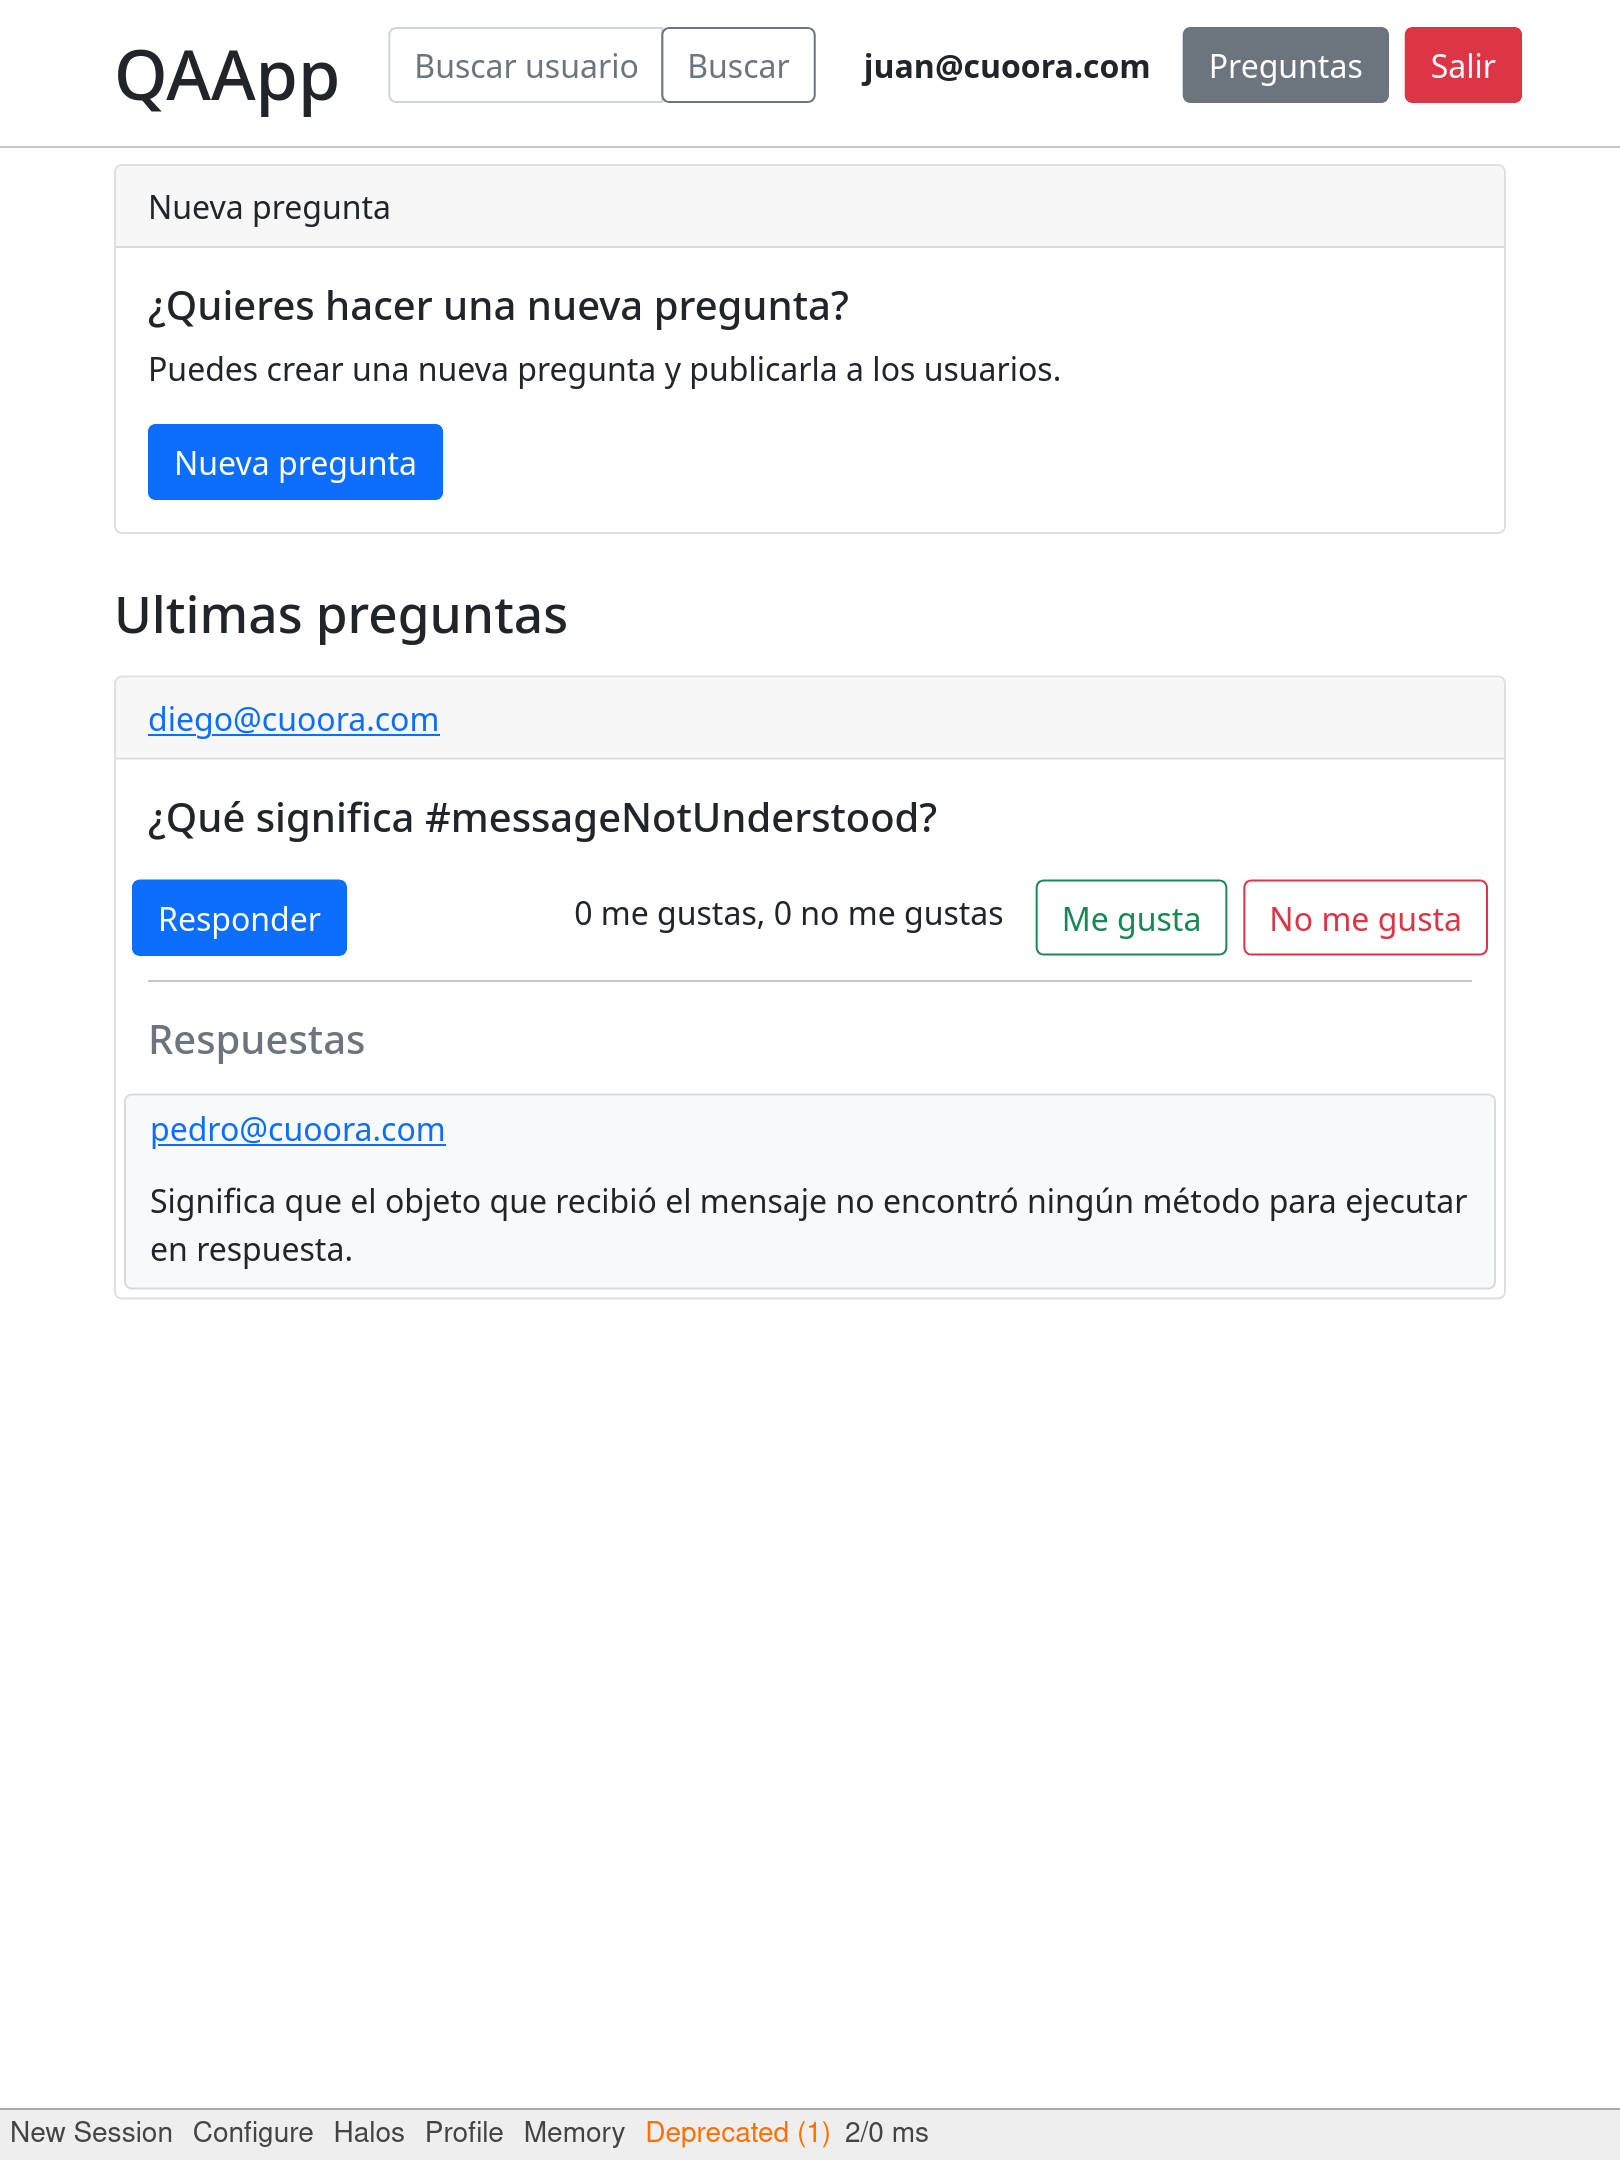 QAApp
Buscar usuario
Buscar
juan@cuoora.com
Preguntas
Salir
Nueva pregunta
¿Quieres hacer una nueva pregunta?
Puedes crear una nueva pregunta y publicarla a los usuarios.
Nueva pregunta
Ultimas preguntas
diego@cuoora.com
¿Qué significa #messageNotUnderstood?
Responder
0 me gustas, 0 no me gustas
Me gusta
No me gusta
Respuestas
pedro@cuoora.com
Significa que el objeto que recibió el mensaje no encontró ningún método para ejecutar
en respuesta.
New Session Configure Halos Profile Memory Deprecated (1) 2/0 ms